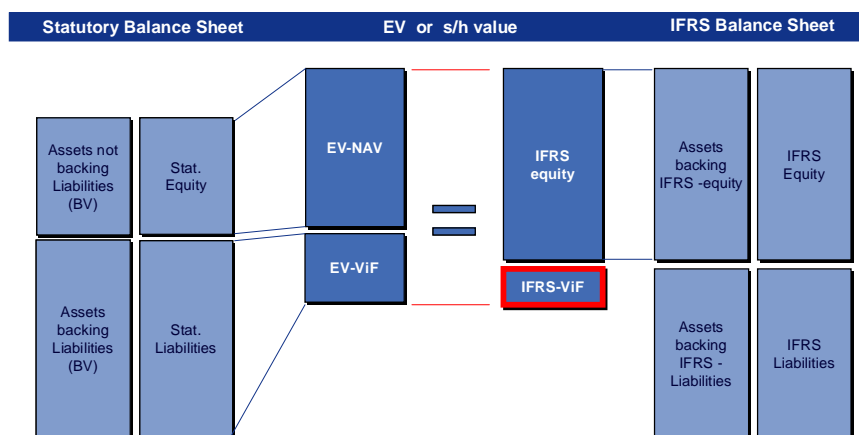 Statutory Balance Sheet
EV or s/h value
IFRS Balance Sheet
Assets not
backing
Liabilities
(BV)
Stat.
Equity
EV-NAV
IFRS
equity
Assets
backing
IFRS -equity
IFRS
Equity
Assets
backing
Liabilities
(BV)
Stat.
Liabilities
EV-ViF
IFRS-ViF
Assets
backing
IFRS -
Liabilities
IFRS
Liabilities